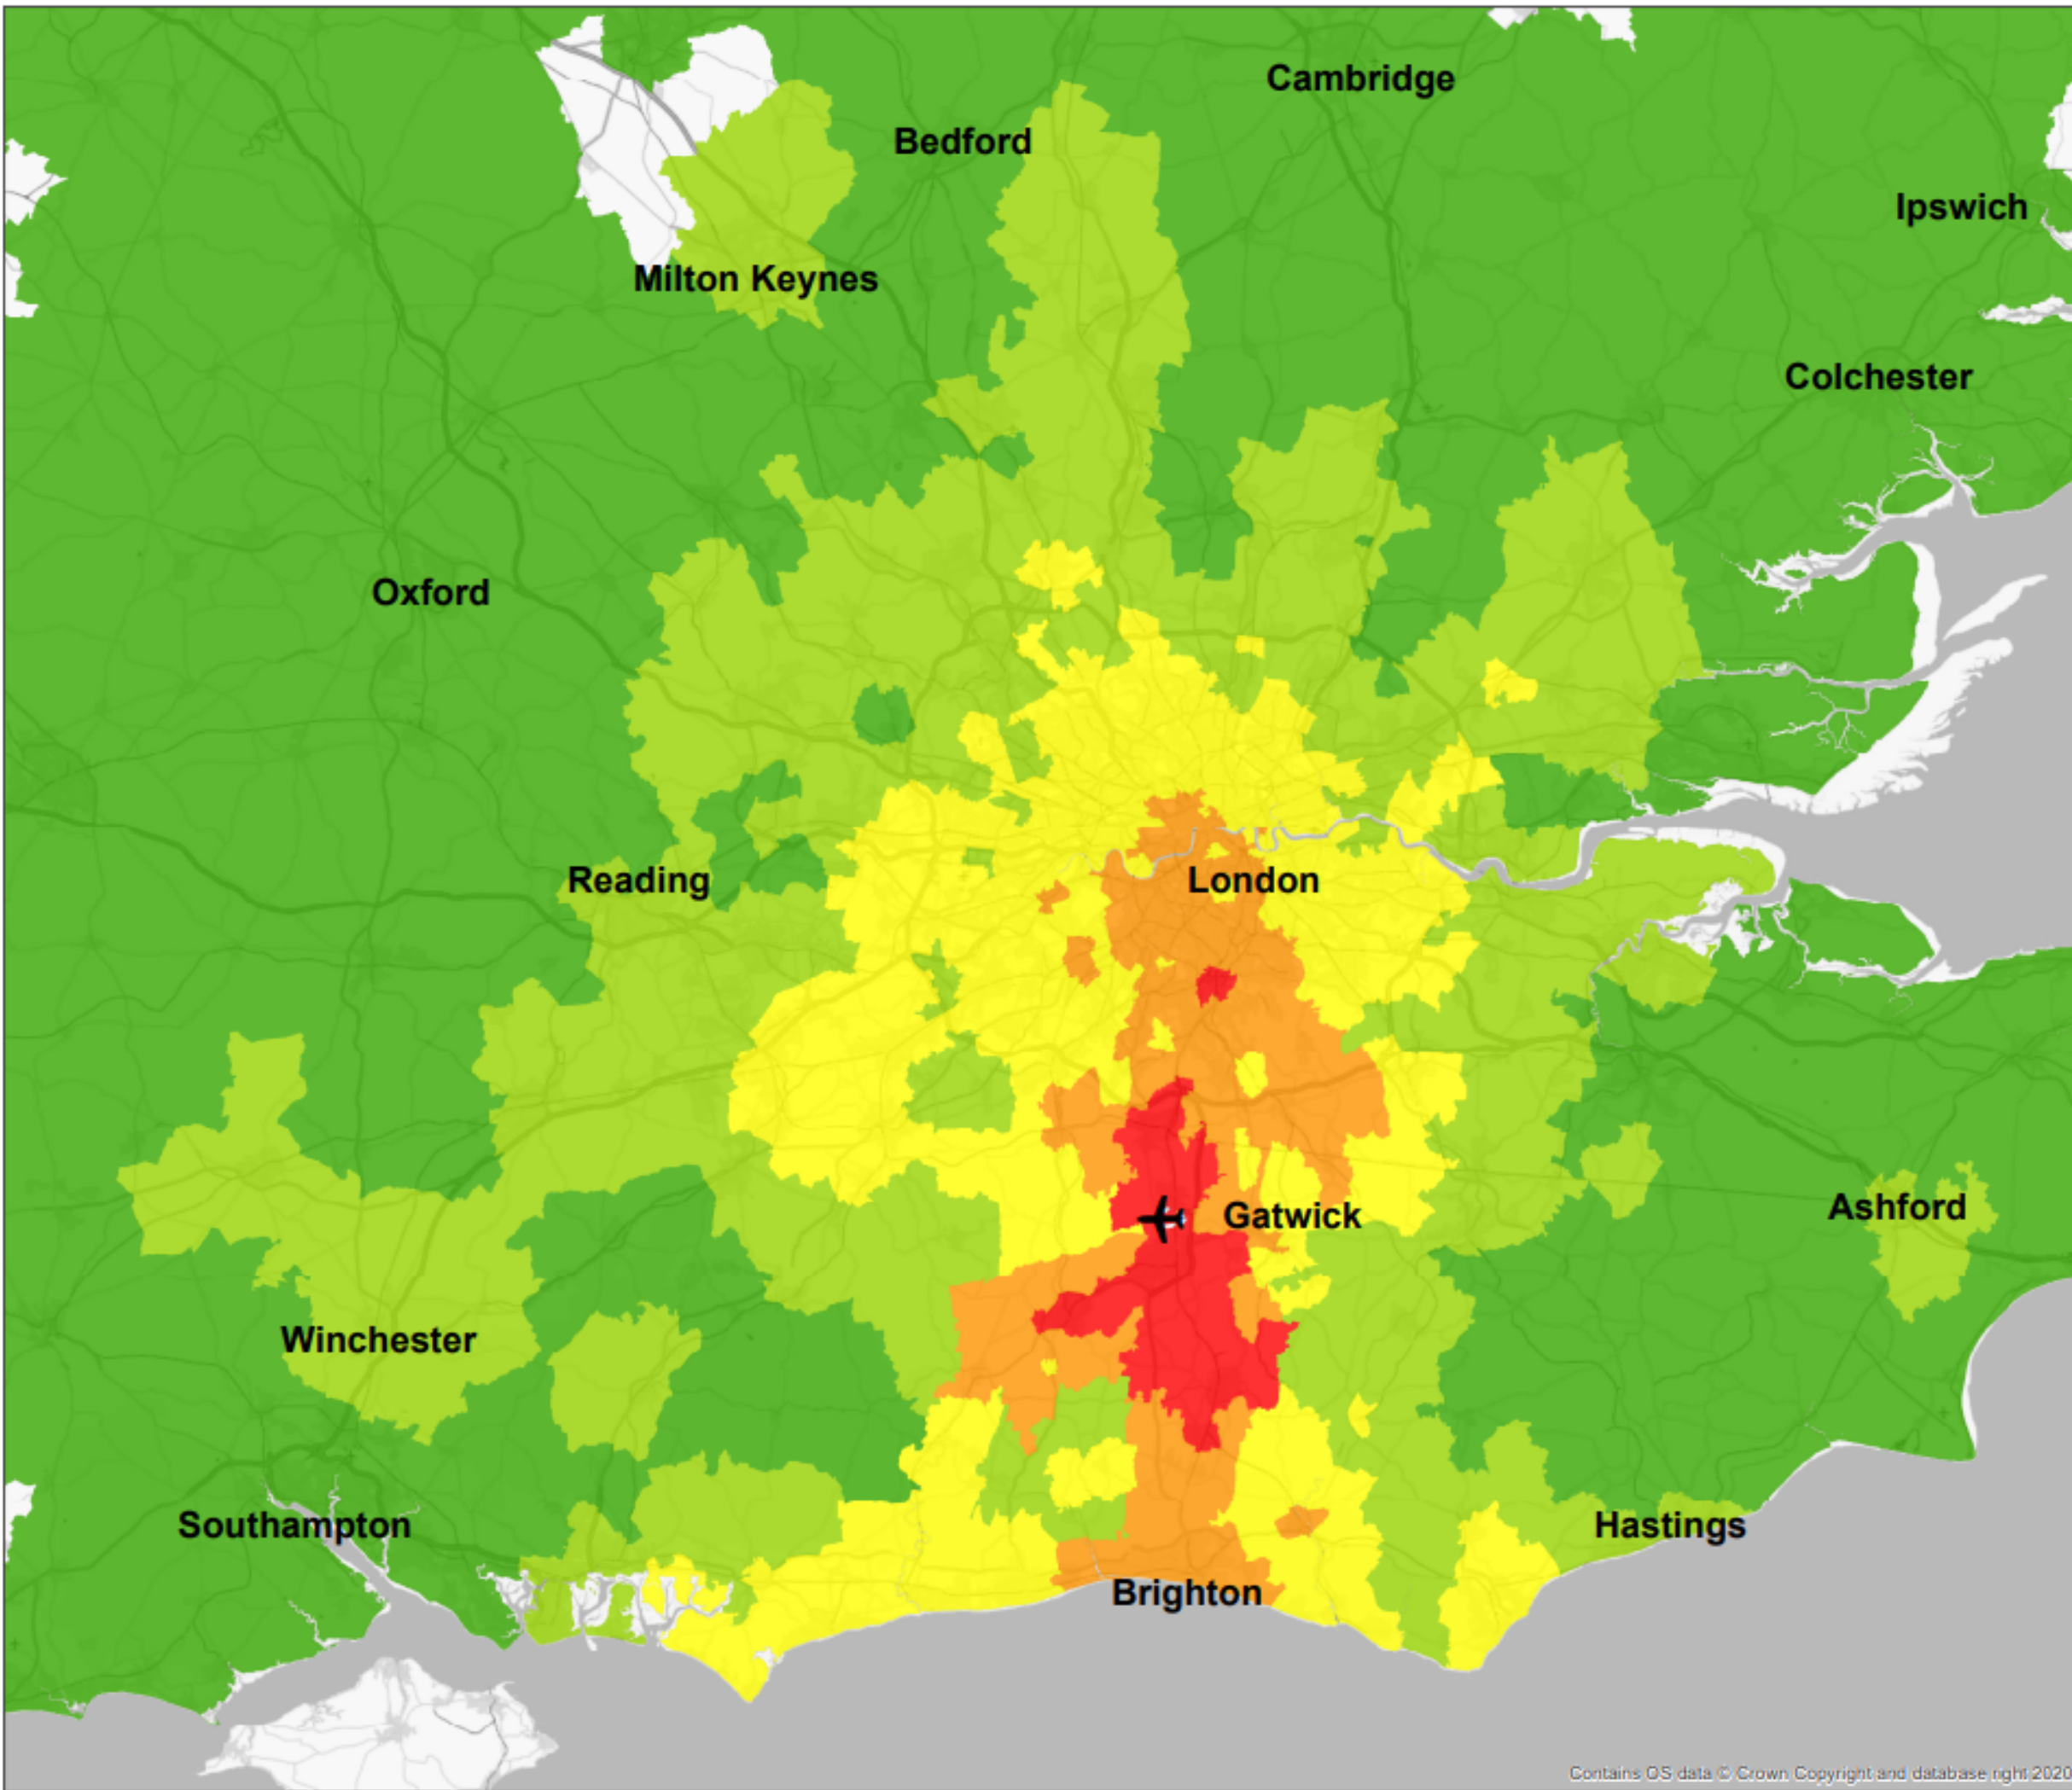 Cambridge
Bedford
Ipswich
Milton Keynes
Colchester
Oxford
Reading
London
Ashford
Gatwick
Winchester
Southampton
Hastings
Brighton
Contains OS data © Crown Copyright and database right 2020